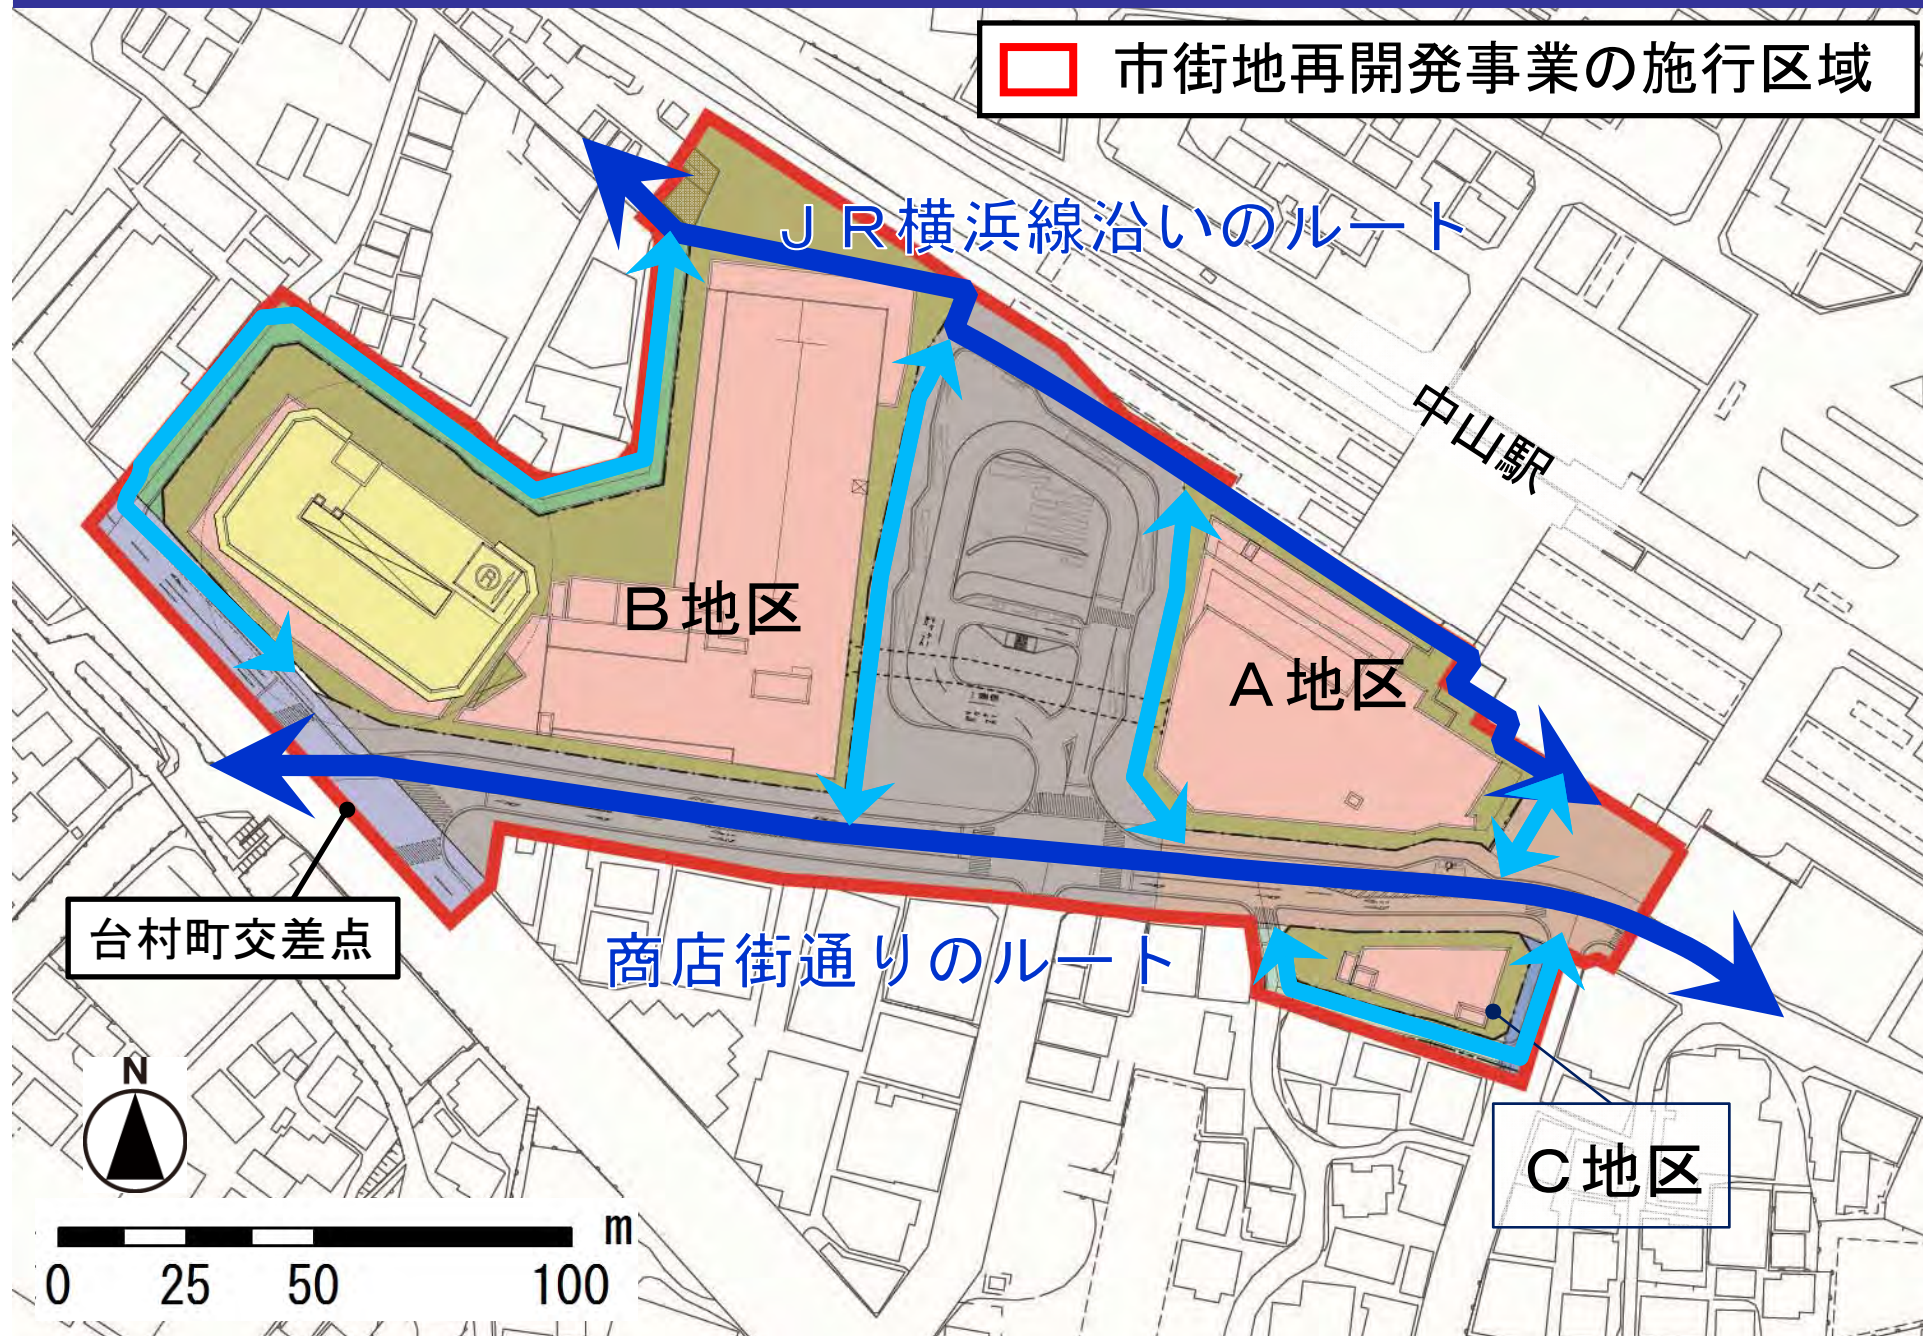 市街地再開発事業の施行区域
ＪＲ横浜線沿いのルート
中山駅
Ｂ地区
Ａ地区
台村町交差点
商店街通りのルート
Ｃ地区
N
m
0 25 50 100
R